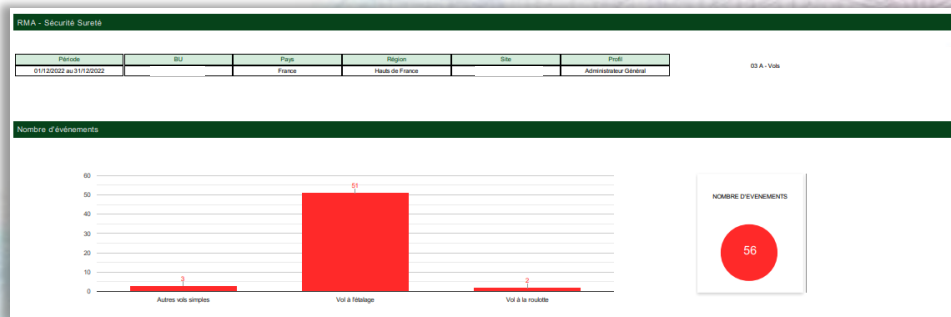 RMA - Sécurité Sureté
Période BU Pays Région Site Profil
01/12/2022 au 31/12/2022 France Hauts de France Administrateur Général
03 A - Vols
Nombre d'événements
60
50
40
30
20
10
0
51
3
2
Autres vols simples Vol à l'étalage Vol à la roulotte
NOMBRE D'EVENEMENTS
56